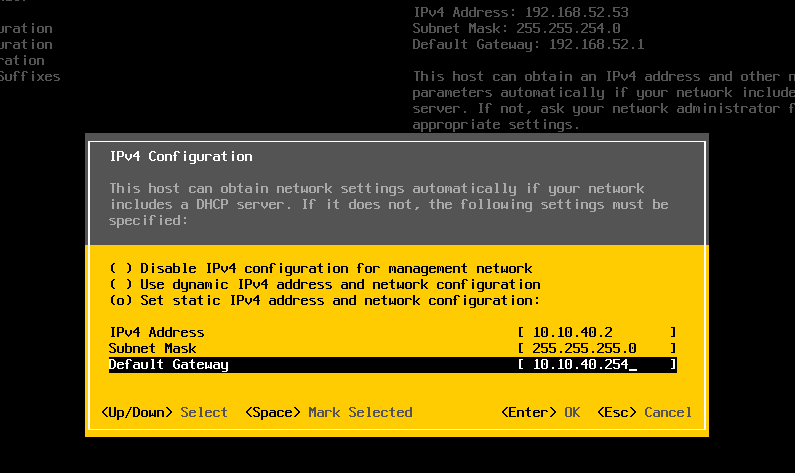 uration
uration
ration
Suffixes
IPv4 Address: 192.168.52.53
Subnet Mask: 255.255.254.0
Default Gateway: 192.168.52.1
This host can obtain an IPv4 address and other n
parameters automatically if your network include
server. If not, ask your network administrator f
appropriate settings.
IPv4 Configuration
This host can obtain network settings automatically if your network
includes a DHCP server. If it does not, the following settings must be
specified:
( ) Disable IPv4 configuration for management network
( ) Use dynamic IPv4 address and network configuration
(o) Set static IPv4 address and network configuration:
IPv4 Address [ 10.10.40.2 ]
Subnet Mask [ 255.255.255.0 ]
Default Gateway [ 10.10.40.254_ ]
<Up/Down> Select <Space> Mark Selected <Enter> OK <Esc> Cancel